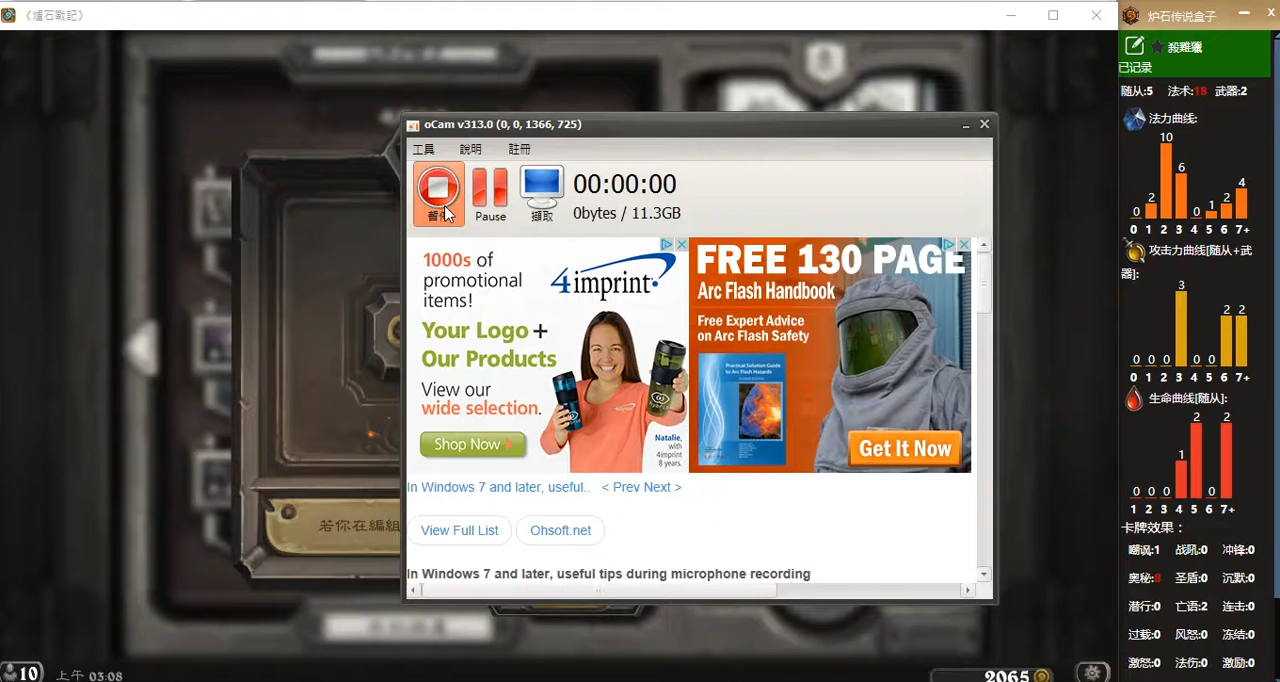 《爐石戰記》
炉石传说盒子
殺雞獵
已记录
随从:5 法术:18 武器:2
法力曲线:
10
6
4
2
2
1
0
0
0 1 2 3 4 5 6 7+
攻击力曲线[随从+武
器]:
3
2 2
0 0 0 0 0
0 1 2 3 4 5 6 7+
生命曲线[随从]:
2 2
1
0 0 0 0
1 2 3 4 5 6 7+
卡牌效果：
嘲讽:1 战吼:0 冲锋:0
奥秘:8 圣盾:0 沉默:0
潜行:0 亡语:2 连击:0
过载:0 风怒:0 冻结:0
激怒:0 法伤:0 激励:0
oCam v313.0 (0, 0, 1366, 725)
工具 說明 註冊
Pause
擷取
00:00:00
0bytes / 11.3GB
1000s of
promotional
items!
4imprint
Your Logo +
Our Products
View our
wide selection.
Shop Now
Natalie,
with
4imprint
8 years.
FREE 130 PAGE
Arc Flash Handbook
Free Expert Advice
on Arc Flash Safety
Practical Solution Guide
to Arc Flash Hazards
Get It Now
In Windows 7 and later, useful.. < Prev Next >
View Full List
Ohsoft.net
In Windows 7 and later, useful tips during microphone recording
若你在編組
10
上午 03:08
2065